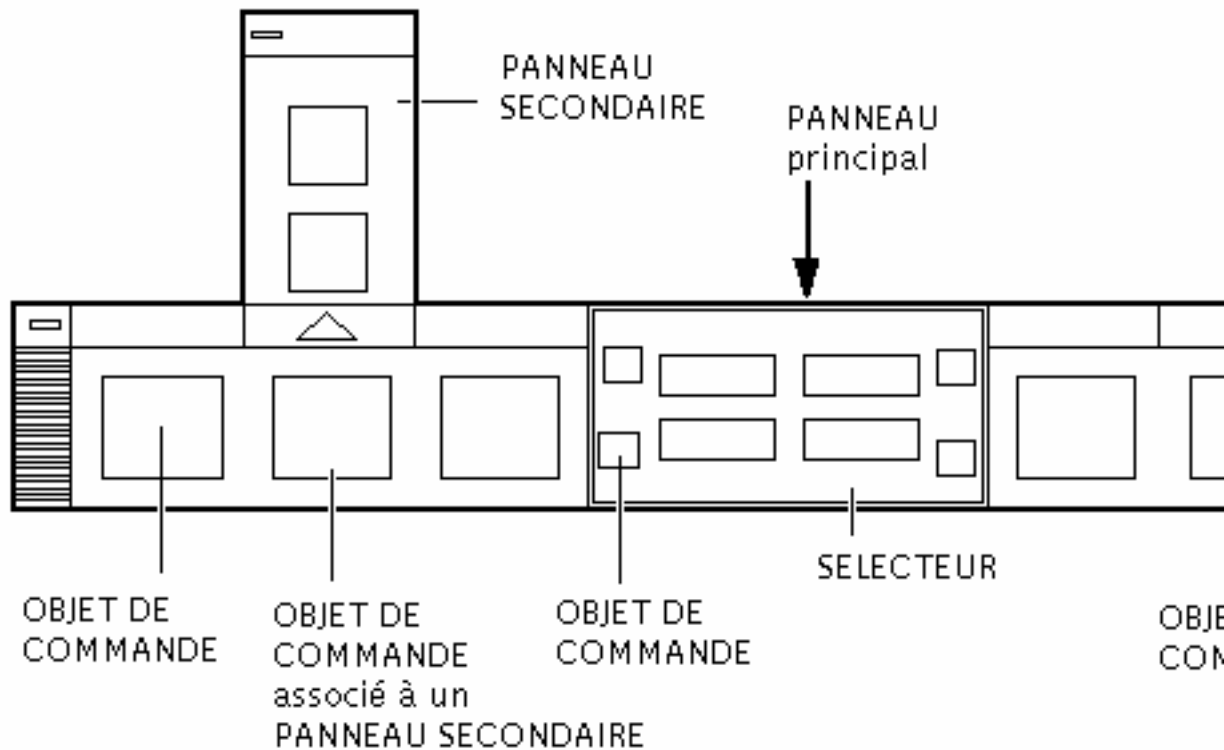 PANNEAU
SECONDAIRE
PANNEAU
principal
SELECTEUR
OBJET DE
COMMANDE
OBJET DE
COMMANDE
associé à un
PANNEAU SECONDAIRE
OBJET DE
COMMANDE